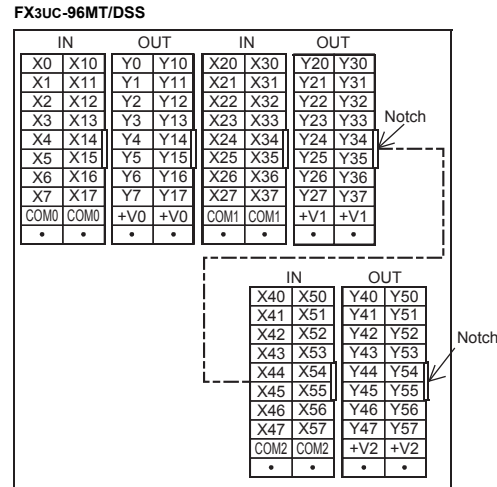 FX3UC-96MT/DSS
IN OUT IN OUT
X0 X10 Y0 Y10 X20 X30 Y20 Y30
X1 X11 Y1 Y11 X21 X31 Y21 Y31
X2 X12 Y2 Y12 X22 X32 Y22 Y32
X3 X13 Y3 Y13 X23 X33 Y23 Y33
Notch
X4 X14 Y4 Y14 X24 X34 Y24 Y34
X5 X15 Y5 Y15 X25 X35 Y25 Y35
X6 X16 Y6 Y16 X26 X36 Y26 Y36
X7 X17 Y7 Y17 X27 X37 Y27 Y37
COM0 COM0 +V0 +V0 COM1 COM1 +V1 +V1
• • • • • • • •
IN OUT
X40 X50 Y40 Y50
X41 X51 Y41 Y51
X42 X52 Y42 Y52
Notch
X43 X53 Y43 Y53
X44 X54 Y44 Y54
X45 X55 Y45 Y55
X46 X56 Y46 Y56
X47 X57 Y47 Y57
COM2 COM2 +V2 +V2
• • • •